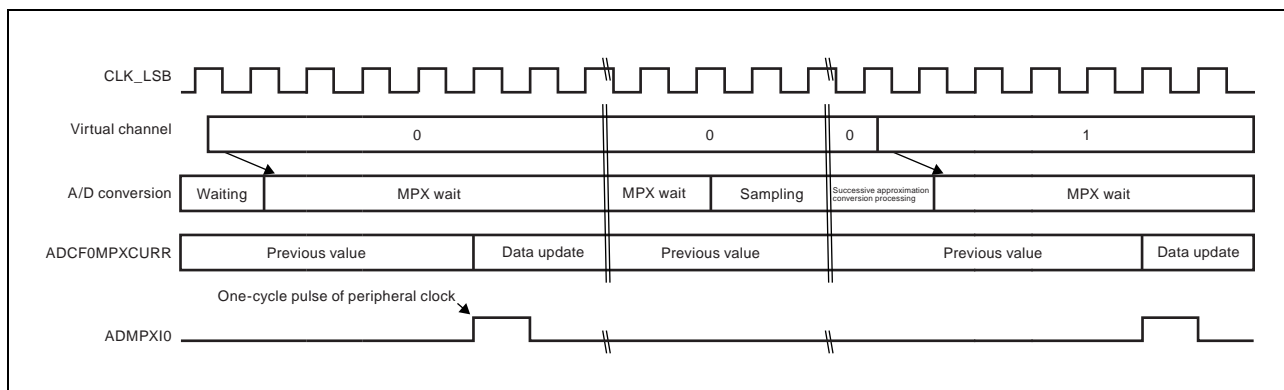 CLK_LSB
Virtual channel
0
0
0
1
A/D conversion
Waiting
MPX wait
MPX wait
Sampling
Successive approximation
conversion processing
MPX wait
ADCF0MPXCURR
Previous value
Data update
Previous value
Previous value
Data update
One-cycle pulse of peripheral clock
ADMPXI0